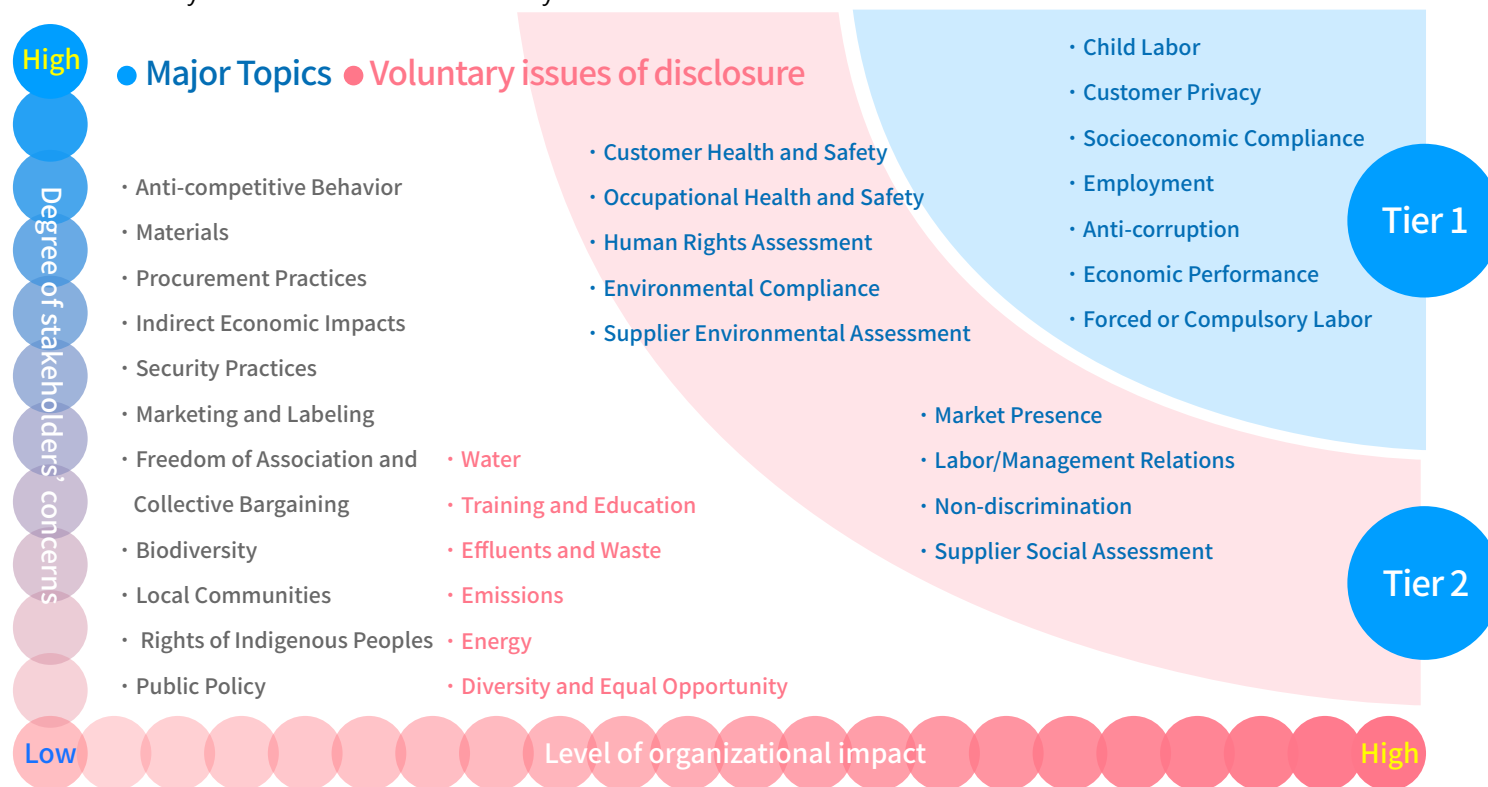 High
Major Topics
Voluntary issues of disclosure
Degree of stakeholders' concerns
· Anti-competitive Behavior
· Materials
· Procurement Practices
· Indirect Economic Impacts
· Security Practices
· Marketing and Labeling
· Freedom of Association and
Collective Bargaining
· Biodiversity
· Local Communities
· Rights of Indigenous Peoples
· Public Policy
· Water
· Training and Education
· Effluents and Waste
· Emissions
· Energy
· Diversity and Equal Opportunity
· Customer Health and Safety
· Occupational Health and Safety
· Human Rights Assessment
· Environmental Compliance
· Supplier Environmental Assessment
· Market Presence
· Labor/Management Relations
· Non-discrimination
· Supplier Social Assessment
· Child Labor
· Customer Privacy
· Socioeconomic Compliance
· Employment
· Anti-corruption
· Economic Performance
· Forced or Compulsory Labor
Tier 1
Tier 2
Low
Level of organizational impact
High